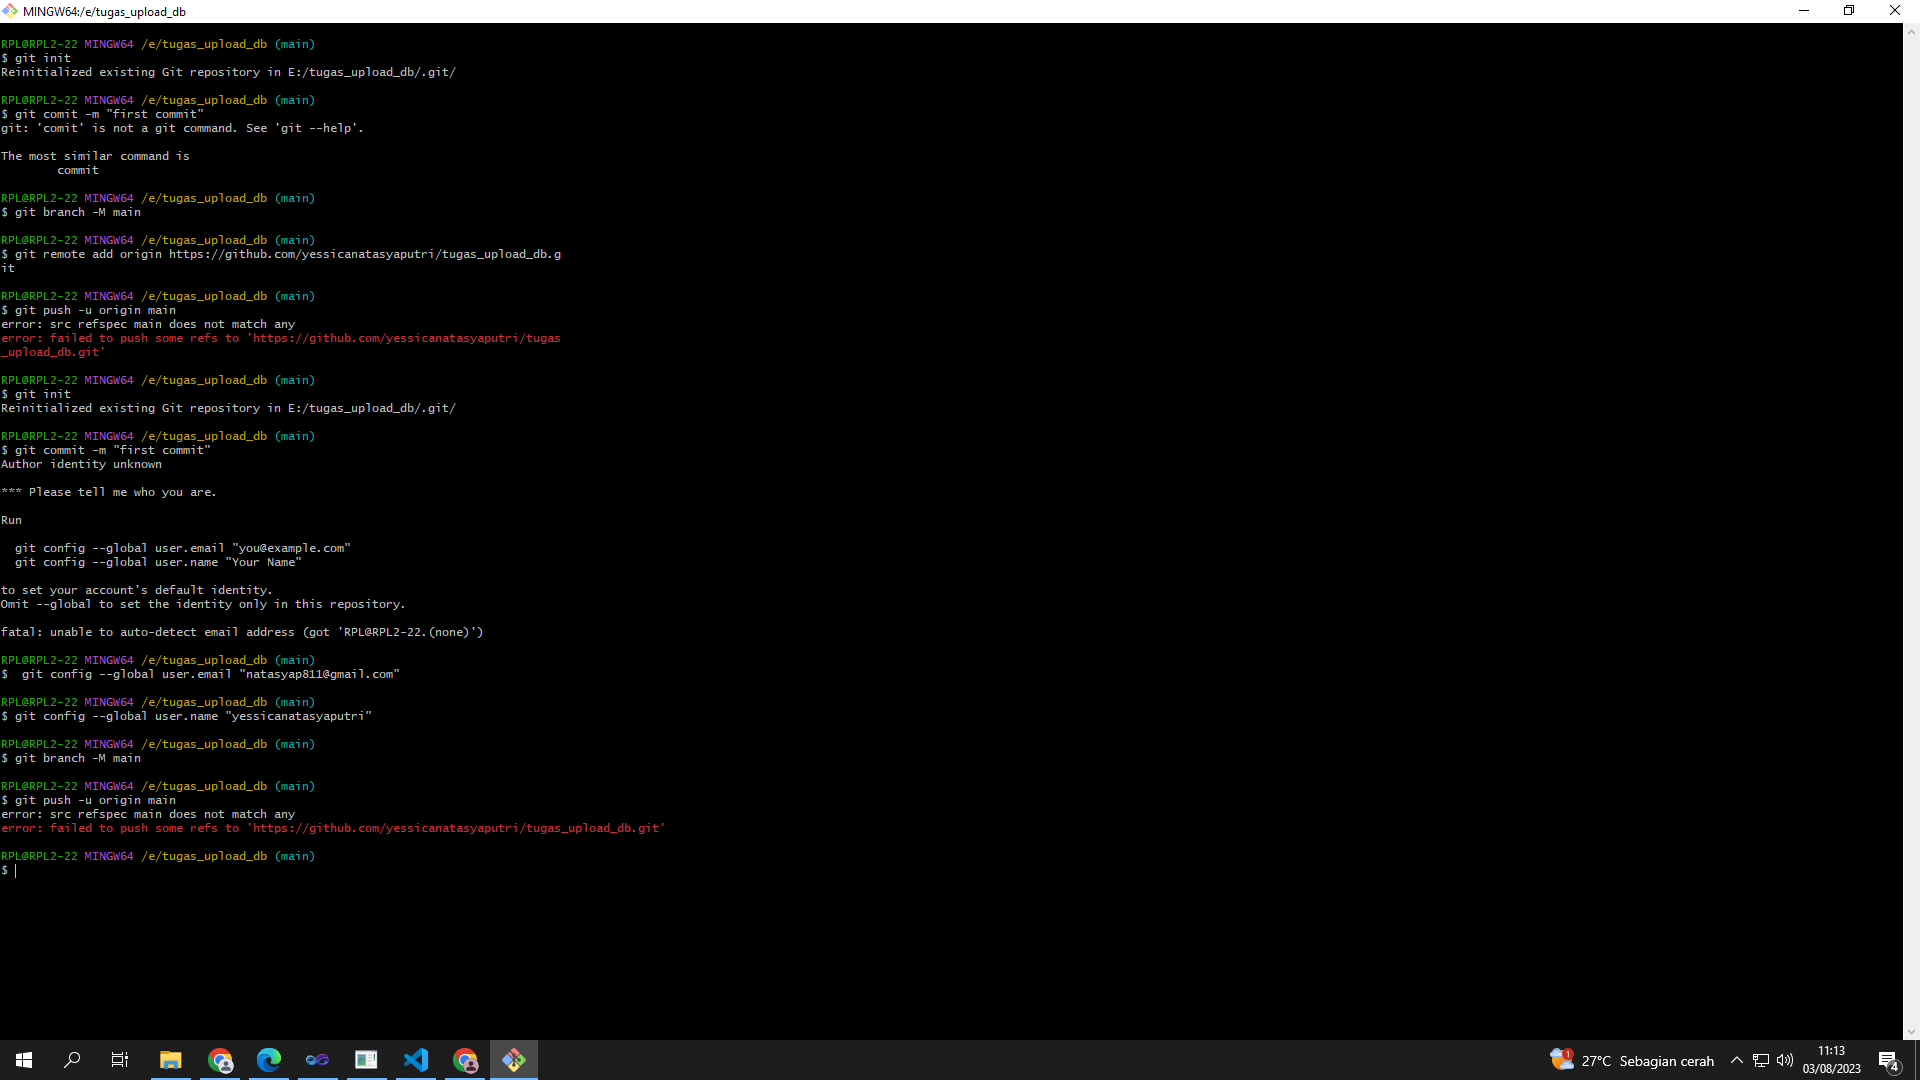 MINGW64:/e/tugas_upload_db
RPL@RPL2-22 MINGW64 /e/tugas_upload_db (main)
$ git init
Reinitialized existing Git repository in E:/tugas_upload_db/.git/
RPL@RPL2-22 MINGW64 /e/tugas_upload_db (main)
$ git comit -m "first commit"
git: 'comit' is not a git command. See 'git --help'.
The most similar command is
commit
RPL@RPL2-22 MINGW64 /e/tugas_upload_db (main)
$ git branch -M main
RPL@RPL2-22 MINGW64 /e/tugas_upload_db (main)
$ git remote add origin https://github.com/yessicanatasyaputri/tugas_upload_db.g
it
RPL@RPL2-22 MINGW64 /e/tugas_upload_db (main)
$ git push -u origin main
error: src refspec main does not match any
error: failed to push some refs to 'https://github.com/yessicanatasyaputri/tugas
_upload_db.git'
RPL@RPL2-22 MINGW64 /e/tugas_upload_db (main)
$ git init
Reinitialized existing Git repository in E:/tugas_upload_db/.git/
RPL@RPL2-22 MINGW64 /e/tugas_upload_db (main)
$ git commit -m "first commit"
Author identity unknown
*** Please tell me who you are.
Run
git config --global user.email "you@example.com"
git config --global user.name "Your Name"
to set your account's default identity.
Omit --global to set the identity only in this repository.
fatal: unable to auto-detect email address (got 'RPL@RPL2-22.(none)')
RPL@RPL2-22 MINGW64 /e/tugas_upload_db (main)
$  git config --global user.email "natasyap811@gmail.com"
RPL@RPL2-22 MINGW64 /e/tugas_upload_db (main)
$ git config --global user.name "yessicanatasyaputri"
RPL@RPL2-22 MINGW64 /e/tugas_upload_db (main)
$ git branch -M main
RPL@RPL2-22 MINGW64 /e/tugas_upload_db (main)
$ git push -u origin main
error: src refspec main does not match any
error: failed to push some refs to 'https://github.com/yessicanatasyaputri/tugas_upload_db.git'
RPL@RPL2-22 MINGW64 /e/tugas_upload_db (main)
$
1
27°C Sebagian cerah
11:13
03/08/2023
4